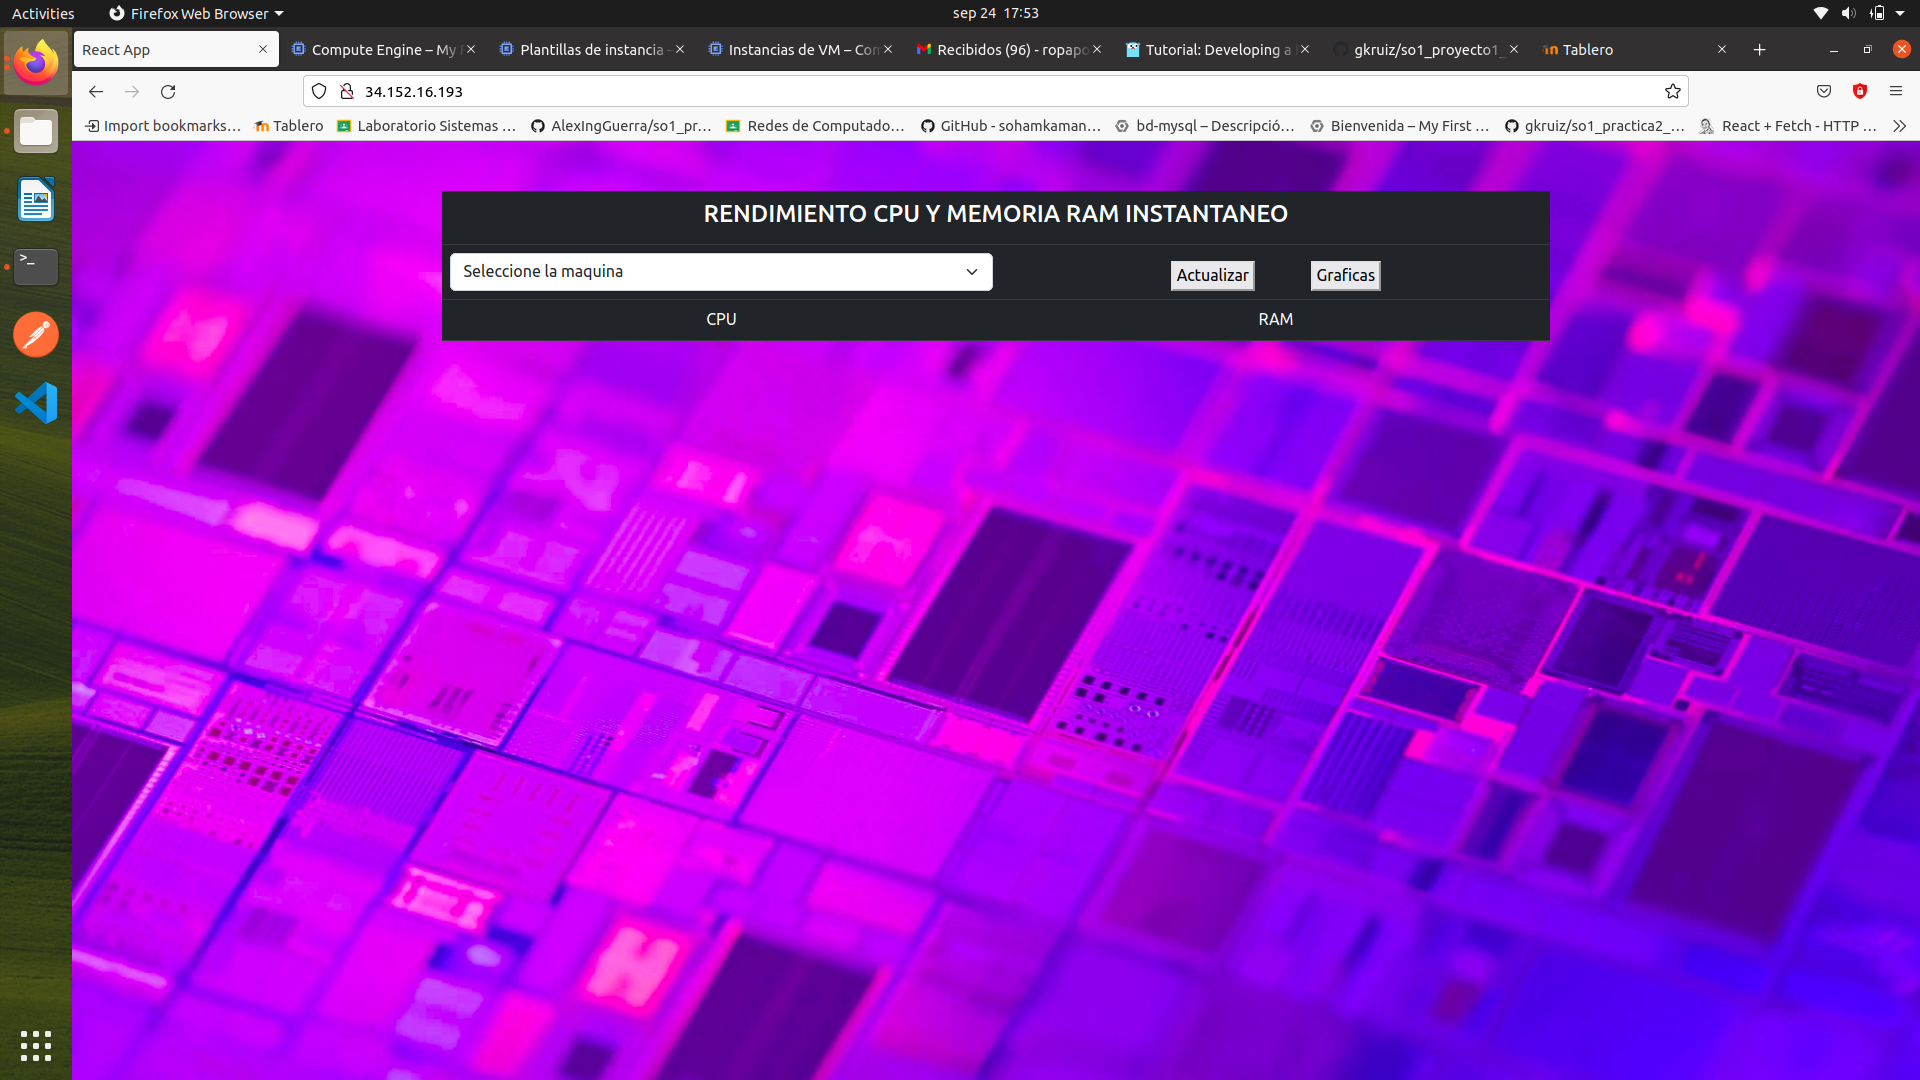 Activities
Firefox Web Browser
sep 24 17:53
React App
Compute Engine – My
Plantillas de instancia
Instancias de VM – Con
Recibidos (96) - ropapo
Tutorial: Developing a
gkruiz/so1_proyecto1_
Tablero
34.152.16.193
Import bookmarks...
Tablero
Laboratorio Sistemas ...
AlexIngGuerra/so1_pr...
Redes de Computado...
GitHub - sohamkaman...
bd-mysql – Descripció...
Bienvenida – My First ...
gkruiz/so1_practica2_...
React + Fetch - HTTP ...
RENDIMIENTO CPU Y MEMORIA RAM INSTANTANEO
Seleccione la maquina
Actualizar
Graficas
CPU
RAM